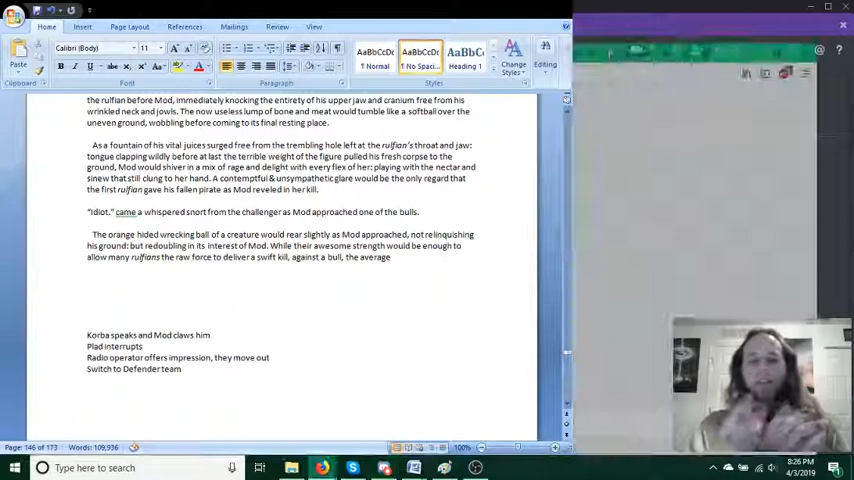 Home Insert Page Layout References Mailings Review View
Paste
Calibri (Body) 11
AaBbCcDc AaBbCcDc AaBbCc
¶ Normal ¶ No Spaci... Heading 1
Change Styles
Editing
Clipboard Font Paragraph Styles
the rulfian before Mod, immediately knocking the entirety of his upper jaw and cranium free from his
wrinkled neck and jowls. The now useless lump of bone and meat would tumble like a softball over the
uneven ground, wobbling before coming to its final resting place.
As a fountain of his vital juices surged free from the trembling hole left at the rulfian's throat and jaw:
tongue clapping wildly before at last the terrible weight of the figure pulled his fresh corpse to the
ground, Mod would shiver in a mix of rage and delight with every flex of her; playing with the nectar and
sinew that still clung to her hand. A contemptful & unsympathetic glare would be the only regard that
the first rulfian gave his fallen pirate as Mod reveled in her kill.
"Idiot." came a whispered snort from the challenger as Mod approached one of the bulls.
The orange hided wrecking ball of a creature would rear slightly as Mod approached, not relinquishing
his ground: but redoubling in its interest of Mod. While their awesome strength would be enough to
allow many rulfians the raw force to deliver a swift kill, against a bull, the average
Korba speaks and Mod claws him
Plad interrupts
Radio operator offers impression, they move out
Switch to Defender team
Page: 146 of 173 Words: 109,936 100%
Type here to search
8:26 PM
4/3/2019